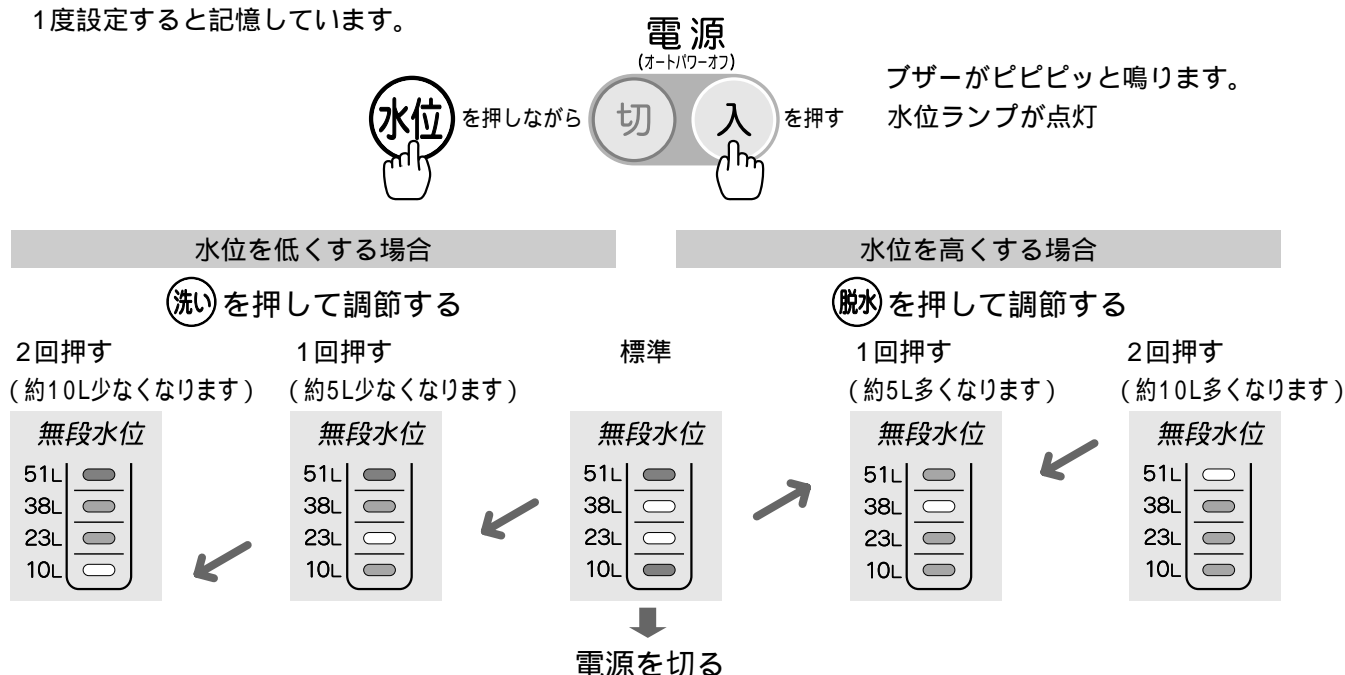 1度設定すると記憶しています。
電源
(オートパワーオフ)
水位 を押しながら 切 入 を押す
ブザーがピピピッと鳴ります。
水位ランプが点灯
水位を低くする場合
水位を高くする場合
洗い を押して調節する
脱水 を押して調節する
2回押す
(約10L少なくなります)
1回押す
(約5L少なくなります)
標準
1回押す
(約5L多くなります)
2回押す
(約10L多くなります)
無段水位
51L
38L
23L
10L
無段水位
51L
38L
23L
10L
無段水位
51L
38L
23L
10L
無段水位
51L
38L
23L
10L
無段水位
51L
38L
23L
10L
電源を切る